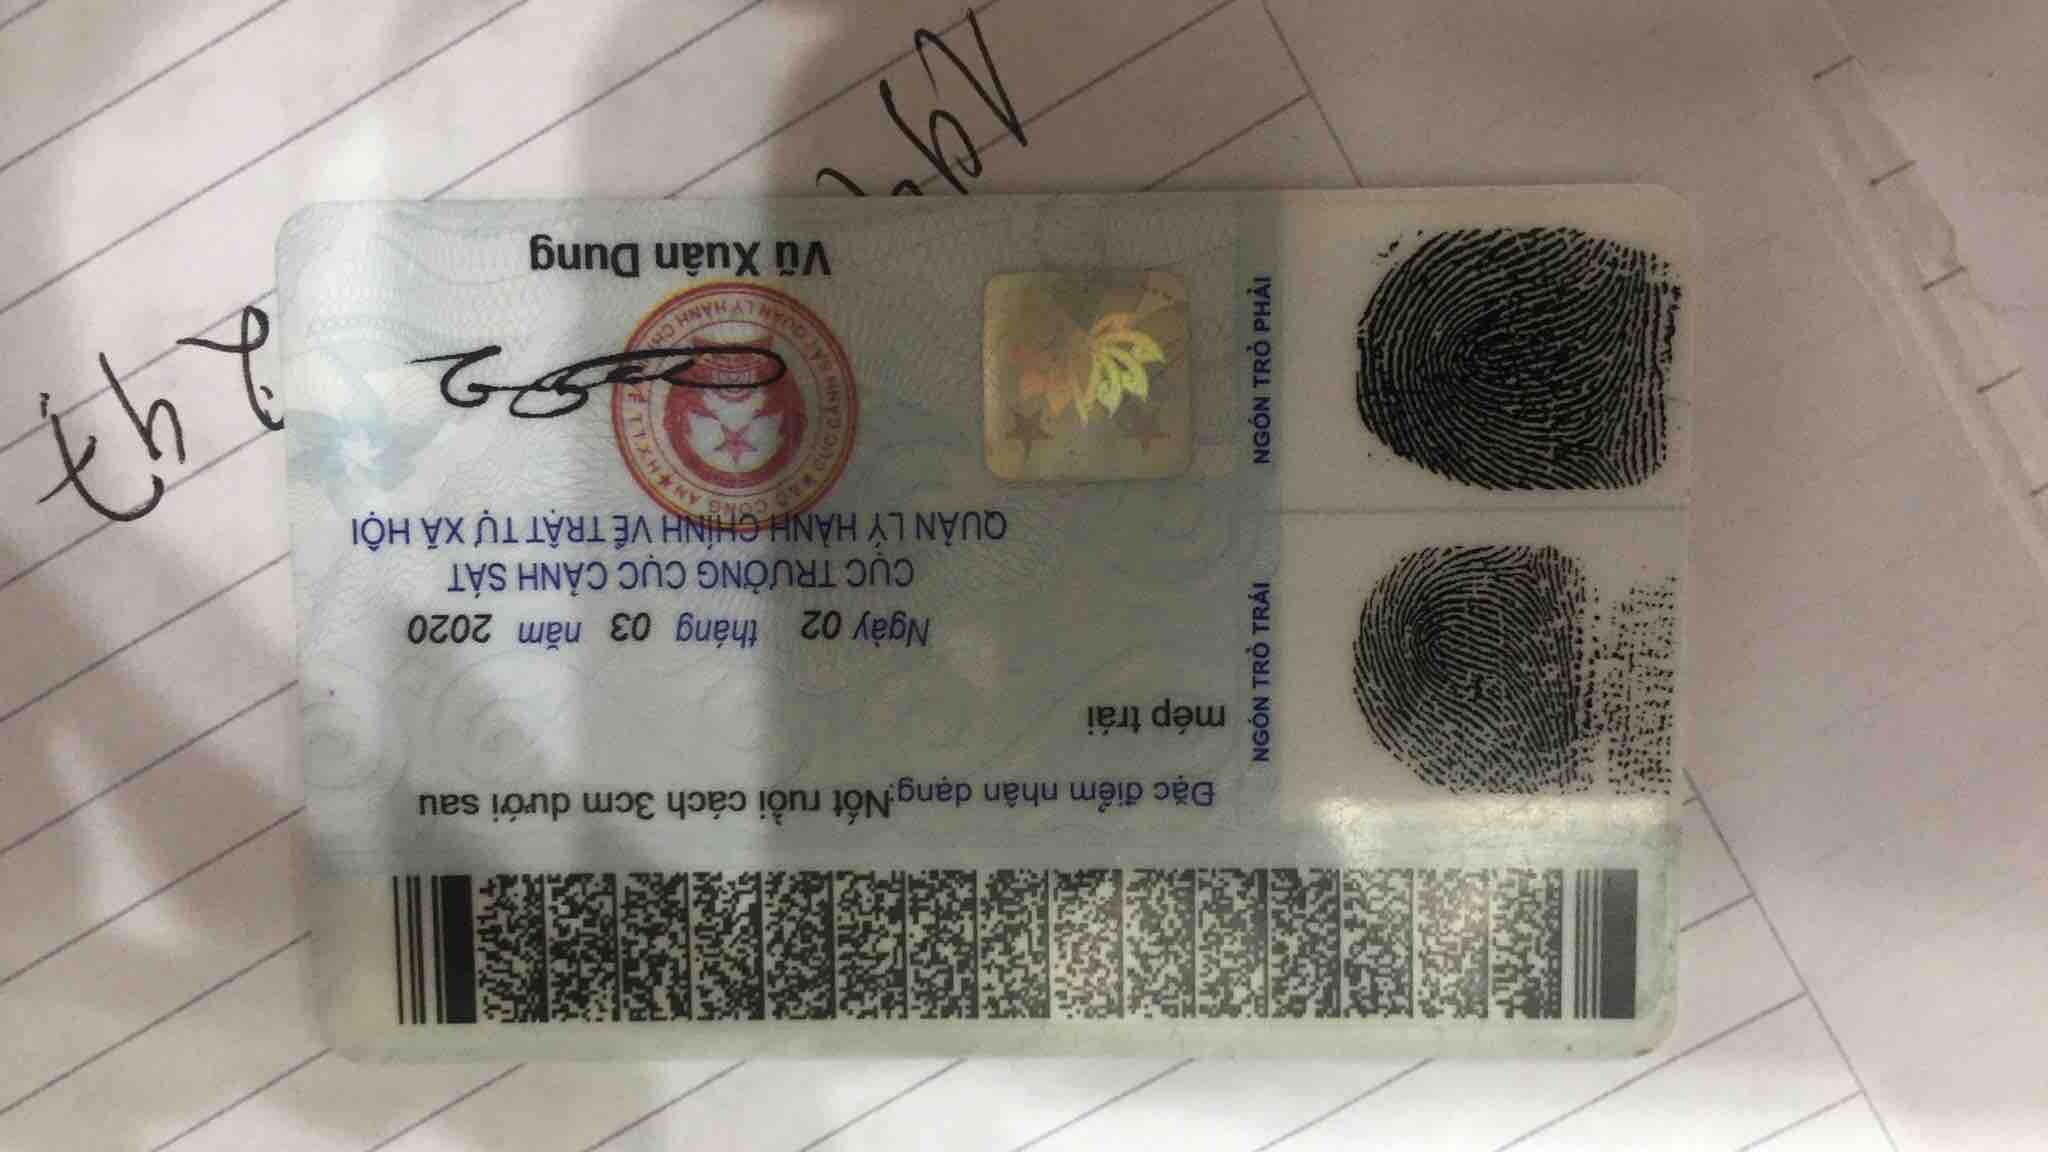 Đặc điểm nhân dạng: Nốt ruồi cách 3cm dưới sau
mép trái
Ngày 02 tháng 03 năm 2020
CỤC TRƯỞNG CỤC CẢNH SÁT
QUẢN LÝ HÀNH CHÍNH VỀ TRẬT TỰ XÃ HỘI
Vũ Xuân Dung
NGÓN TRỎ TRÁI
NGÓN TRỎ PHẢI